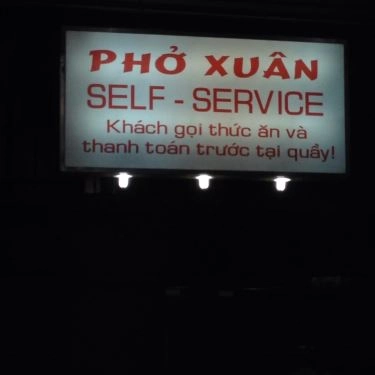 PHỞ XUÂN
SELF - SERVICE
Khách gọi thức ăn và
thanh toán trước tại quầy!